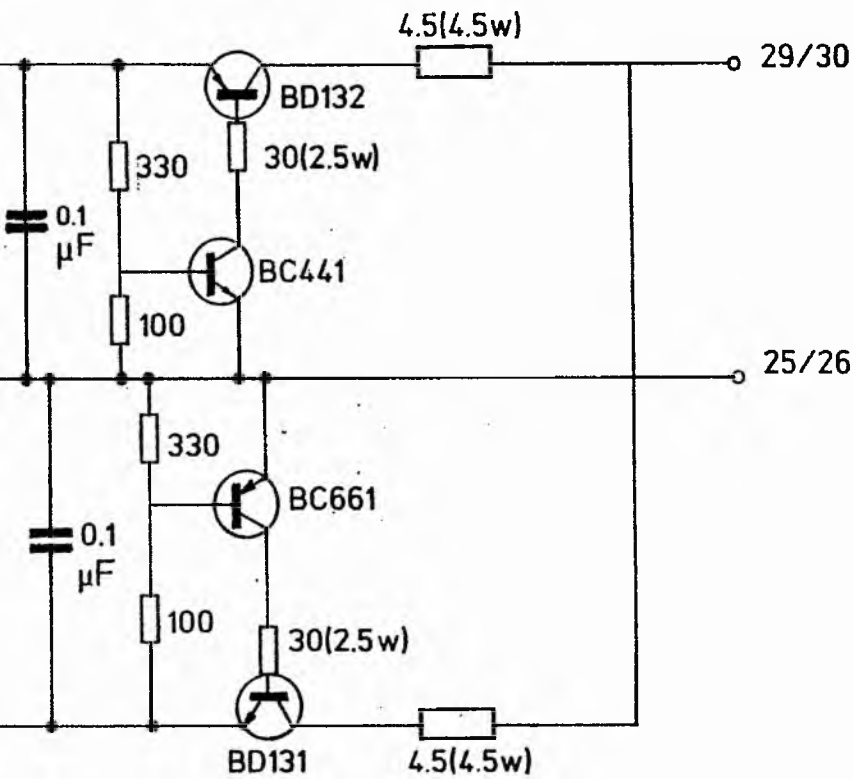 4.5(4.5w)
29/30
BD132
330
30(2.5w)
0.1
µF
BC441
100
25/26
330
BC661
0.1
µF
100
30(2.5w)
BD131
4.5(4.5w)